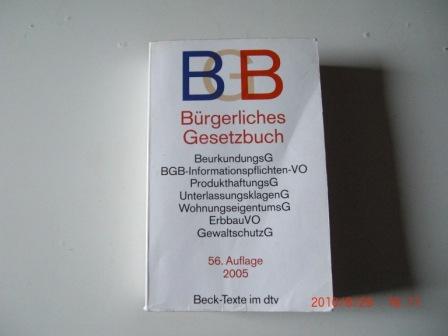 BGB
Bürgerliches
Gesetzbuch
BeurkundungsG
BGB-Informationspflichten-VO
ProdukthaftungsG
UnterlassungsklagenG
WohnungseigentumsG
ErbbauVO
GewaltschutzG
56. Auflage
2005
Beck-Texte im dtv